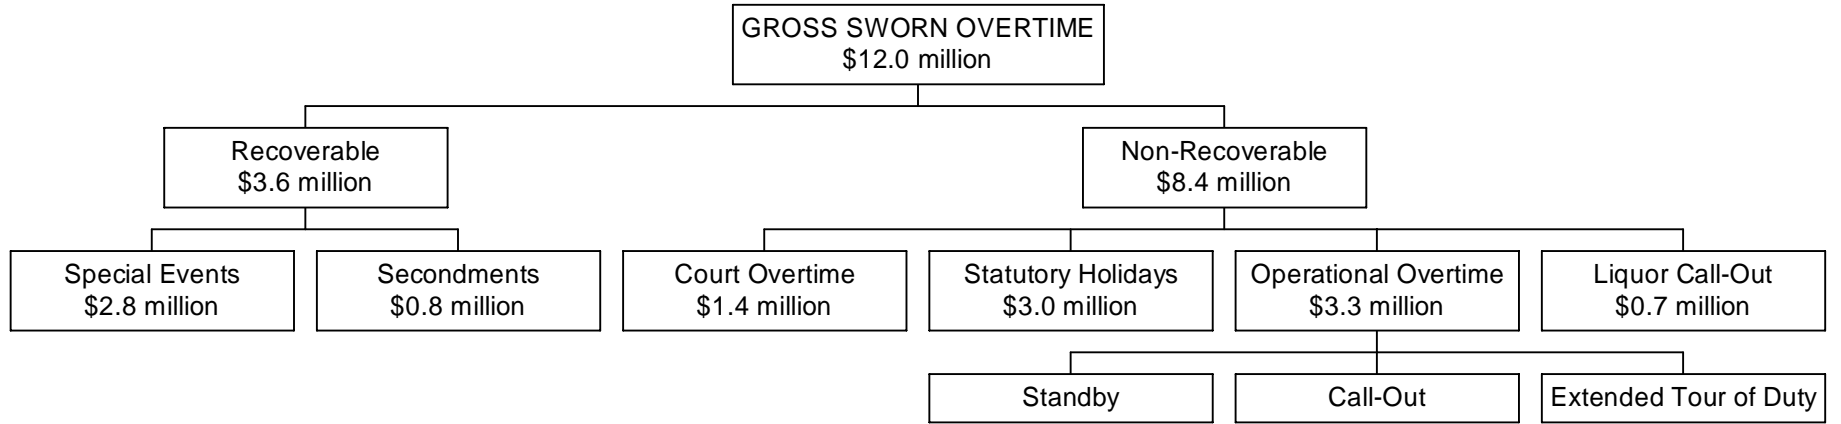 GROSS SWORN OVERTIME
$12.0 million
Recoverable
$3.6 million
Non-Recoverable
$8.4 million
Special Events
$2.8 million
Secondments
$0.8 million
Court Overtime
$1.4 million
Statutory Holidays
$3.0 million
Operational Overtime
$3.3 million
Liquor Call-Out
$0.7 million
Standby
Call-Out
Extended Tour of Duty